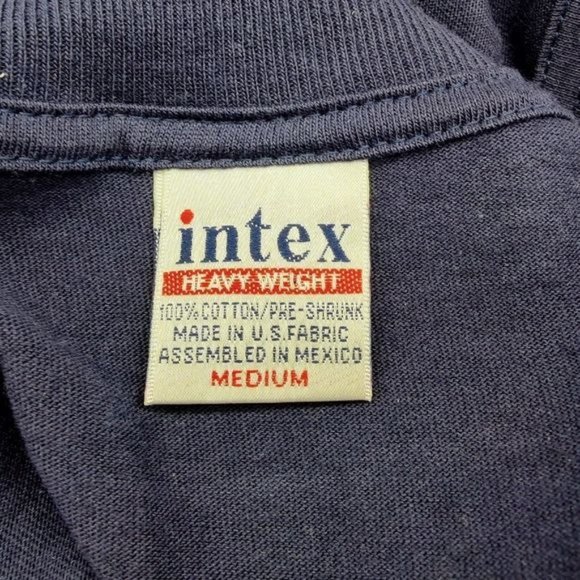 intex
HEAVY WEIGHT
100% COTTON/PRE-SHRUNK
MADE IN U.S.FABRIC
ASSEMBLED IN MEXICO
MEDIUM